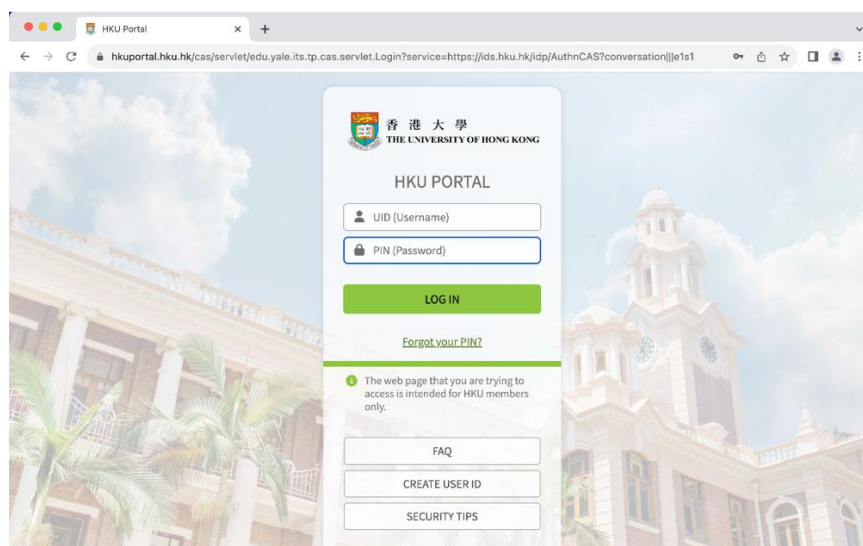 HKU Portal
hkuportal.hku.hk/cas/servlet/edu.yale.its.tp.cas.servlet.Login?service=https://ids.hku.hk/idp/AuthnCAS?conversation|||e1s1
香港大學
THE UNIVERSITY OF HONG KONG
HKU PORTAL
UID (Username)
PIN (Password)
LOG IN
Forgot your PIN?
The web page that you are trying to
access is intended for HKU members
only.
FAQ
CREATE USER ID
SECURITY TIPS